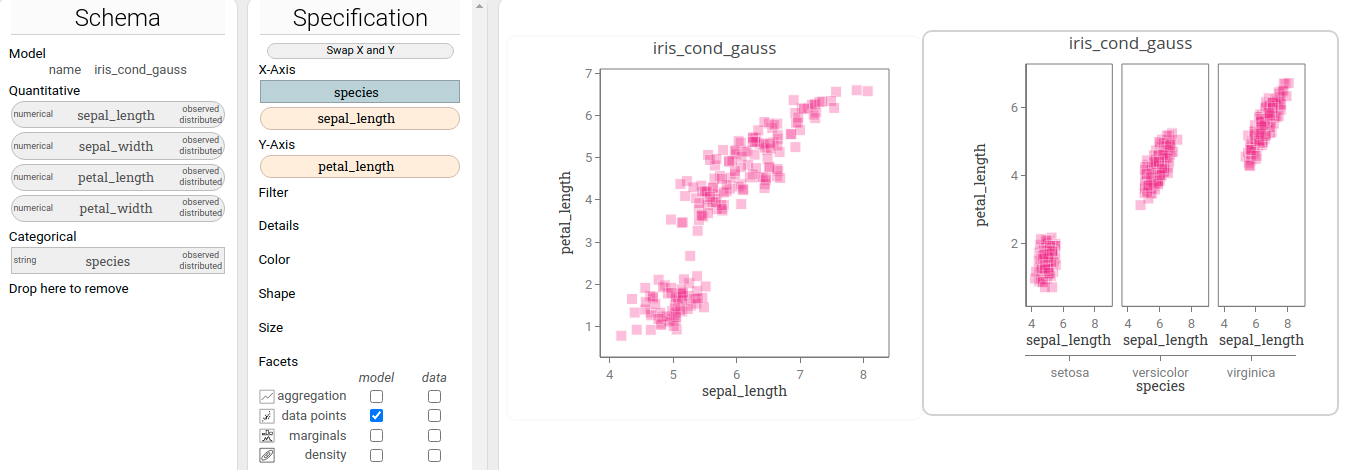 Schema
Model
name iris_cond_gauss
Quantitative
numerical sepal_length observed distributed
numerical sepal_width observed distributed
numerical petal_length observed distributed
numerical petal_width observed distributed
Categorical
string species observed distributed
Drop here to remove
Specification
Swap X and Y
X-Axis
species
sepal_length
Y-Axis
petal_length
Filter
Details
Color
Shape
Size
Facets
model data
aggregation
data points
marginals
density
iris_cond_gauss
petal_length
7
6
5
4
3
2
1
4 5 6 7 8
sepal_length
iris_cond_gauss
petal_length
6
4
2
4 6 8 4 6 8 4 6 8
sepal_length sepal_length sepal_length
setosa versicolor virginica
species